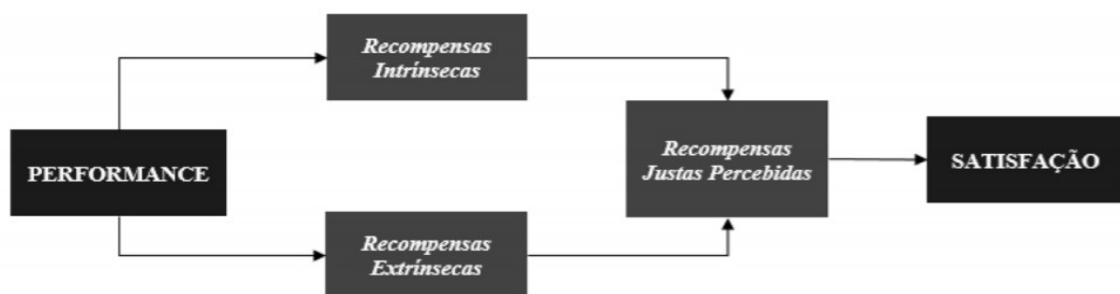 Recompensas
Intrínsecas
PERFORMANCE
Recompensas
Justas Percebidas
SATISFAÇÃO
Recompensas
Extrínsecas